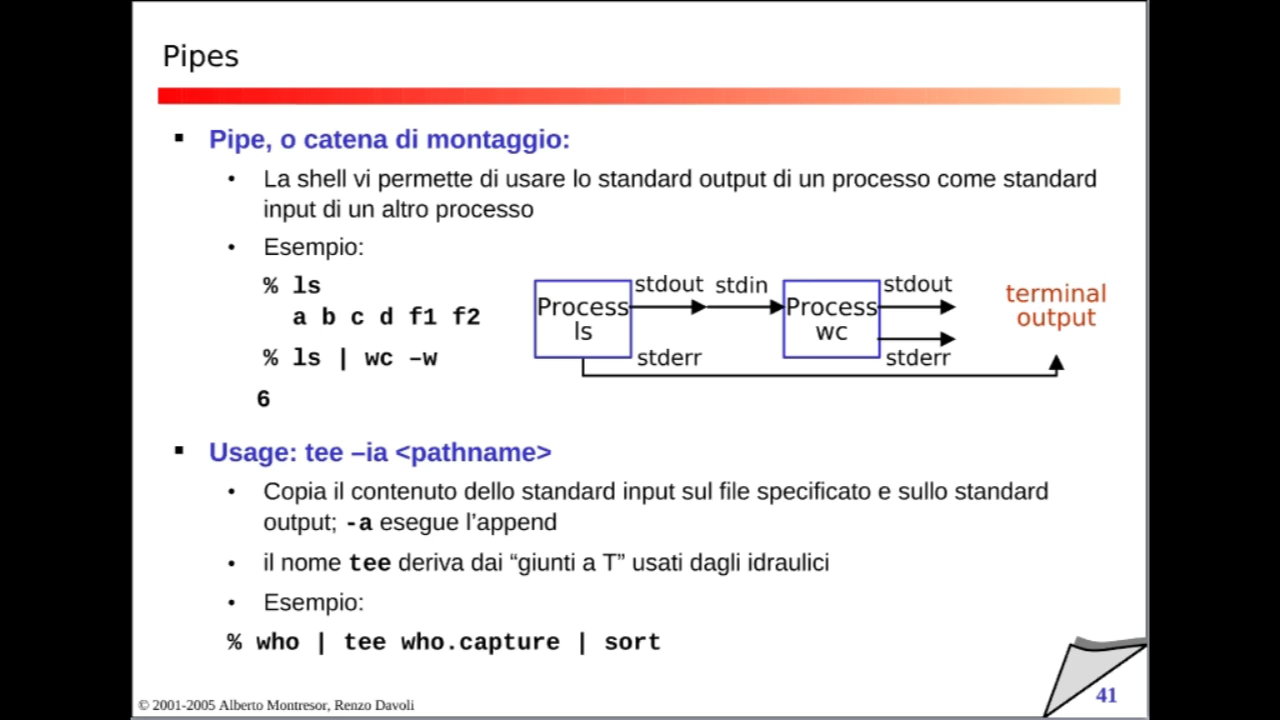 Pipes
Pipe, o catena di montaggio:
La shell vi permette di usare lo standard output di un processo come standard
input di un altro processo
Esempio:
% ls
a b c d f1 f2
% ls | wc –w
6
stdout stdin stdout
Process ls
Process wc
stderr
stderr
terminal
output
Usage: tee –ia <pathname>
Copia il contenuto dello standard input sul file specificato e sullo standard
output; -a esegue l’append
il nome tee deriva dai “giunti a T” usati dagli idraulici
Esempio:
% who | tee who.capture | sort
© 2001-2005 Alberto Montresor, Renzo Davoli
41